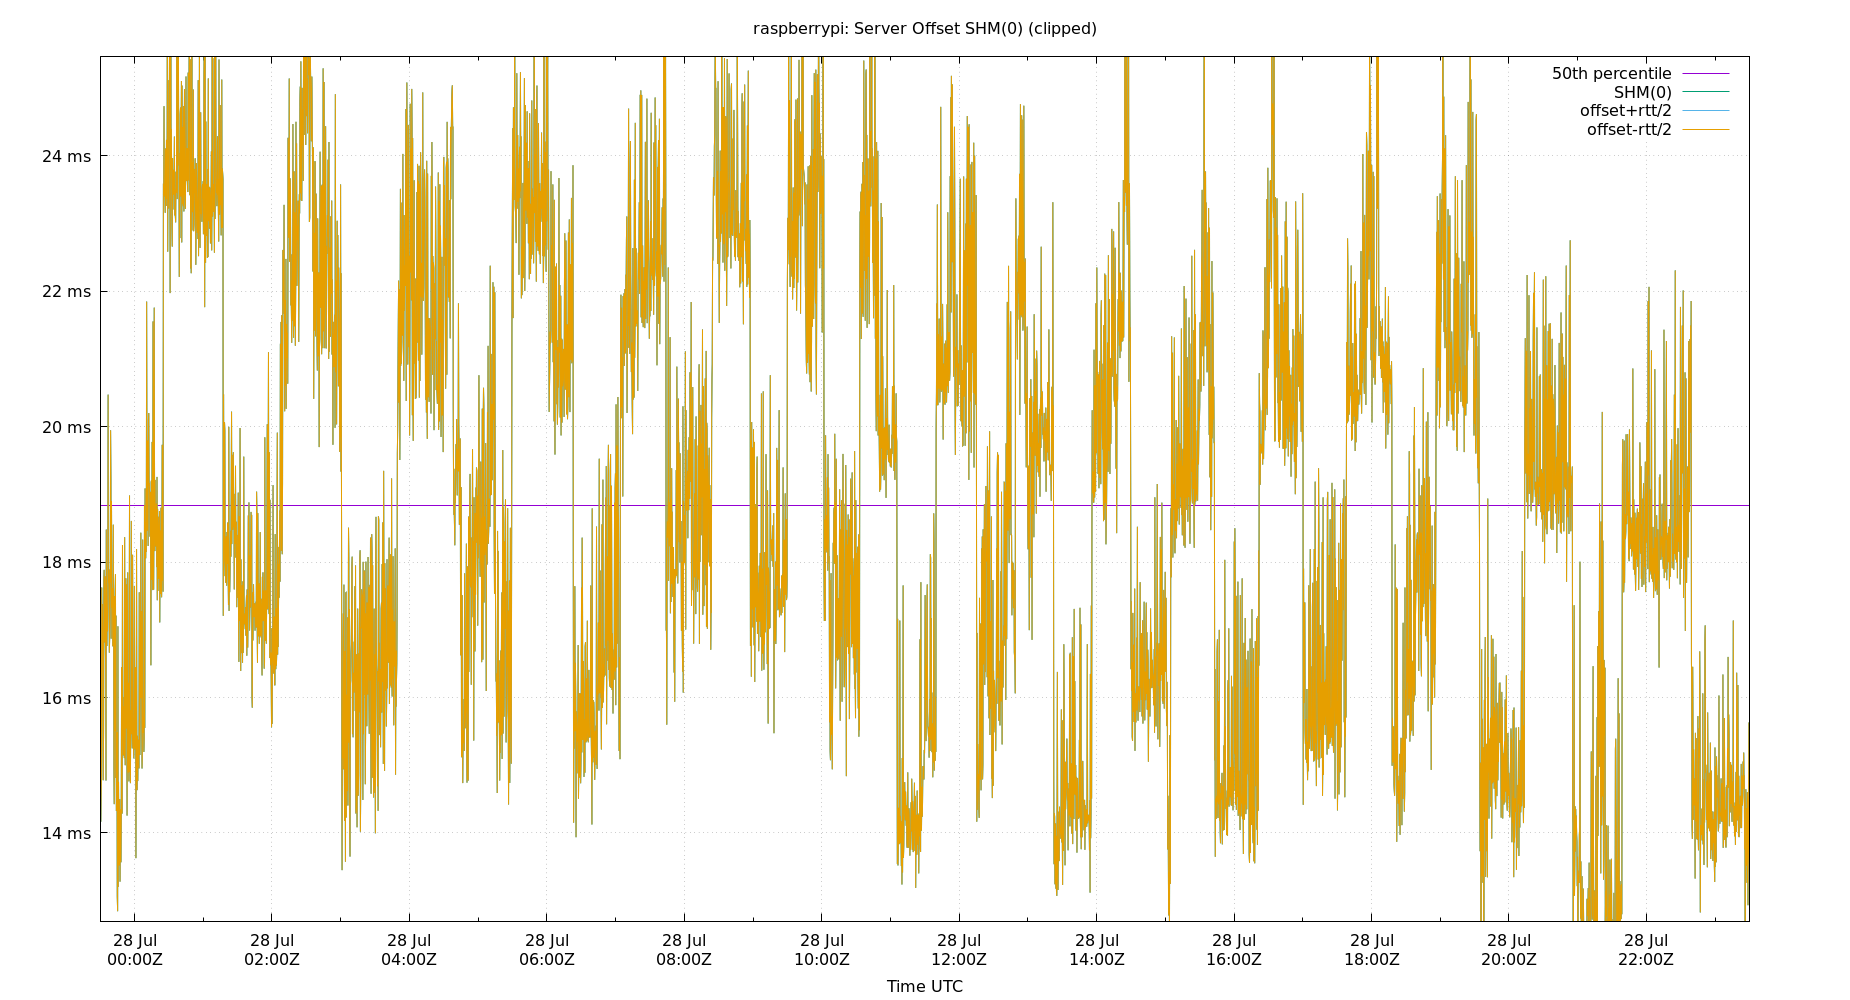 raspberrypi: Server Offset SHM(0) (clipped)
50th percentile
SHM(0)
offset+rtt/2
offset-rtt/2
24 ms
22 ms
20 ms
18 ms
16 ms
14 ms
28 Jul 28 Jul 28 Jul 28 Jul 28 Jul 28 Jul 28 Jul 28 Jul 28 Jul 28 Jul 28 Jul 28 Jul
00:00Z 02:00Z 04:00Z 06:00Z 08:00Z 10:00Z 12:00Z 14:00Z 16:00Z 18:00Z 20:00Z 22:00Z
Time UTC